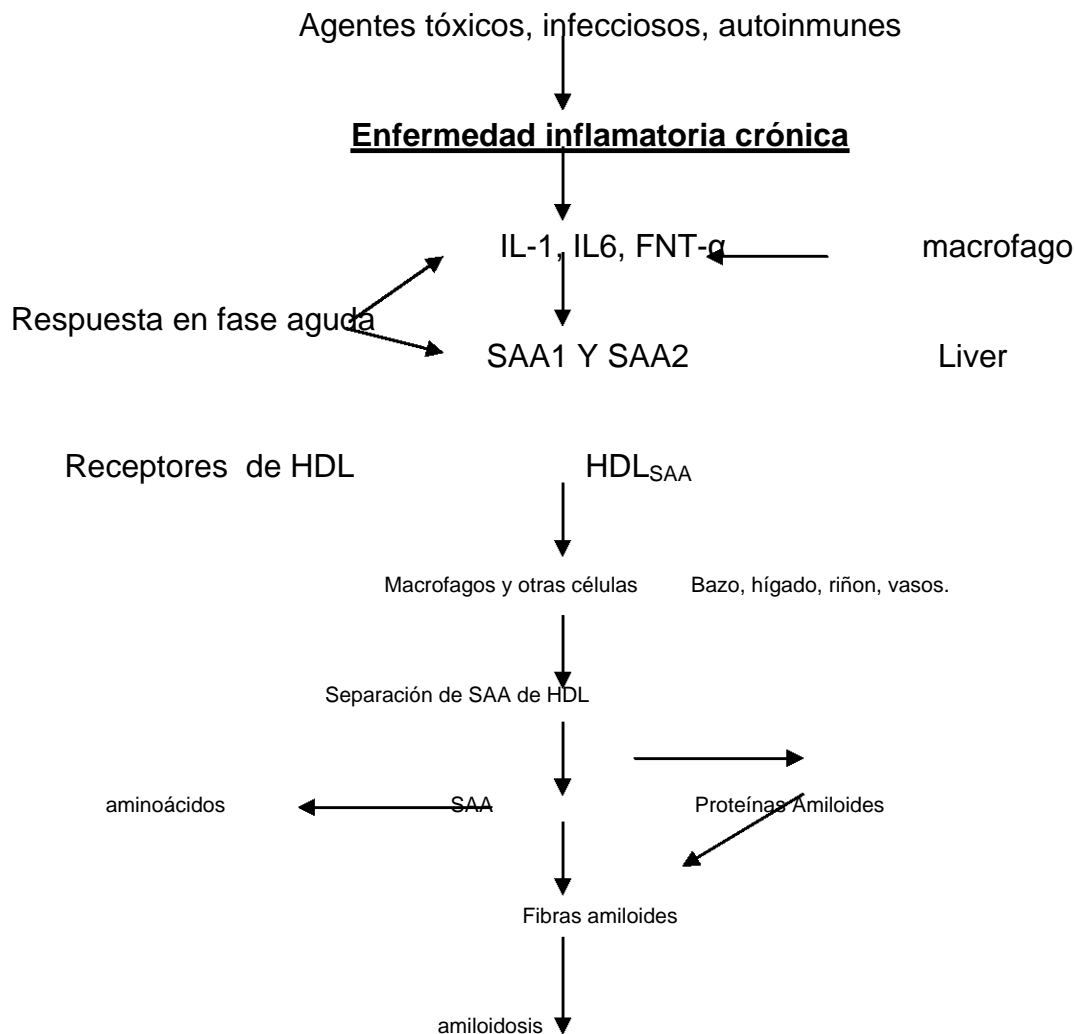 Agentes tóxicos, infecciosos, autoinmunes
Enfermedad inflamatoria crónica
IL-1, IL6, FNT-α macrofago
Respuesta en fase aguda
SAA1 Y SAA2 Liver
Receptores de HDL HDLSAA
Macrofagos y otras células Bazo, hígado, riñon, vasos.
Separación de SAA de HDL
aminoácidos SAA Proteínas Amiloides
Fibras amiloides
amiloidosis